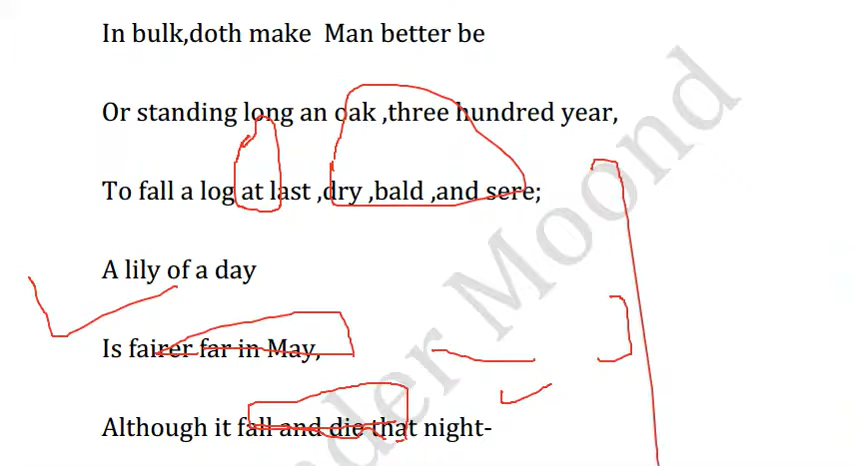 In bulk,doth make  Man better be
Or standing long an oak ,three hundred year,
To fall a log at last ,dry ,bald ,and sere;
A lily of a day
Is fairer far in May,
Although it fall and die that night-
nder Moond